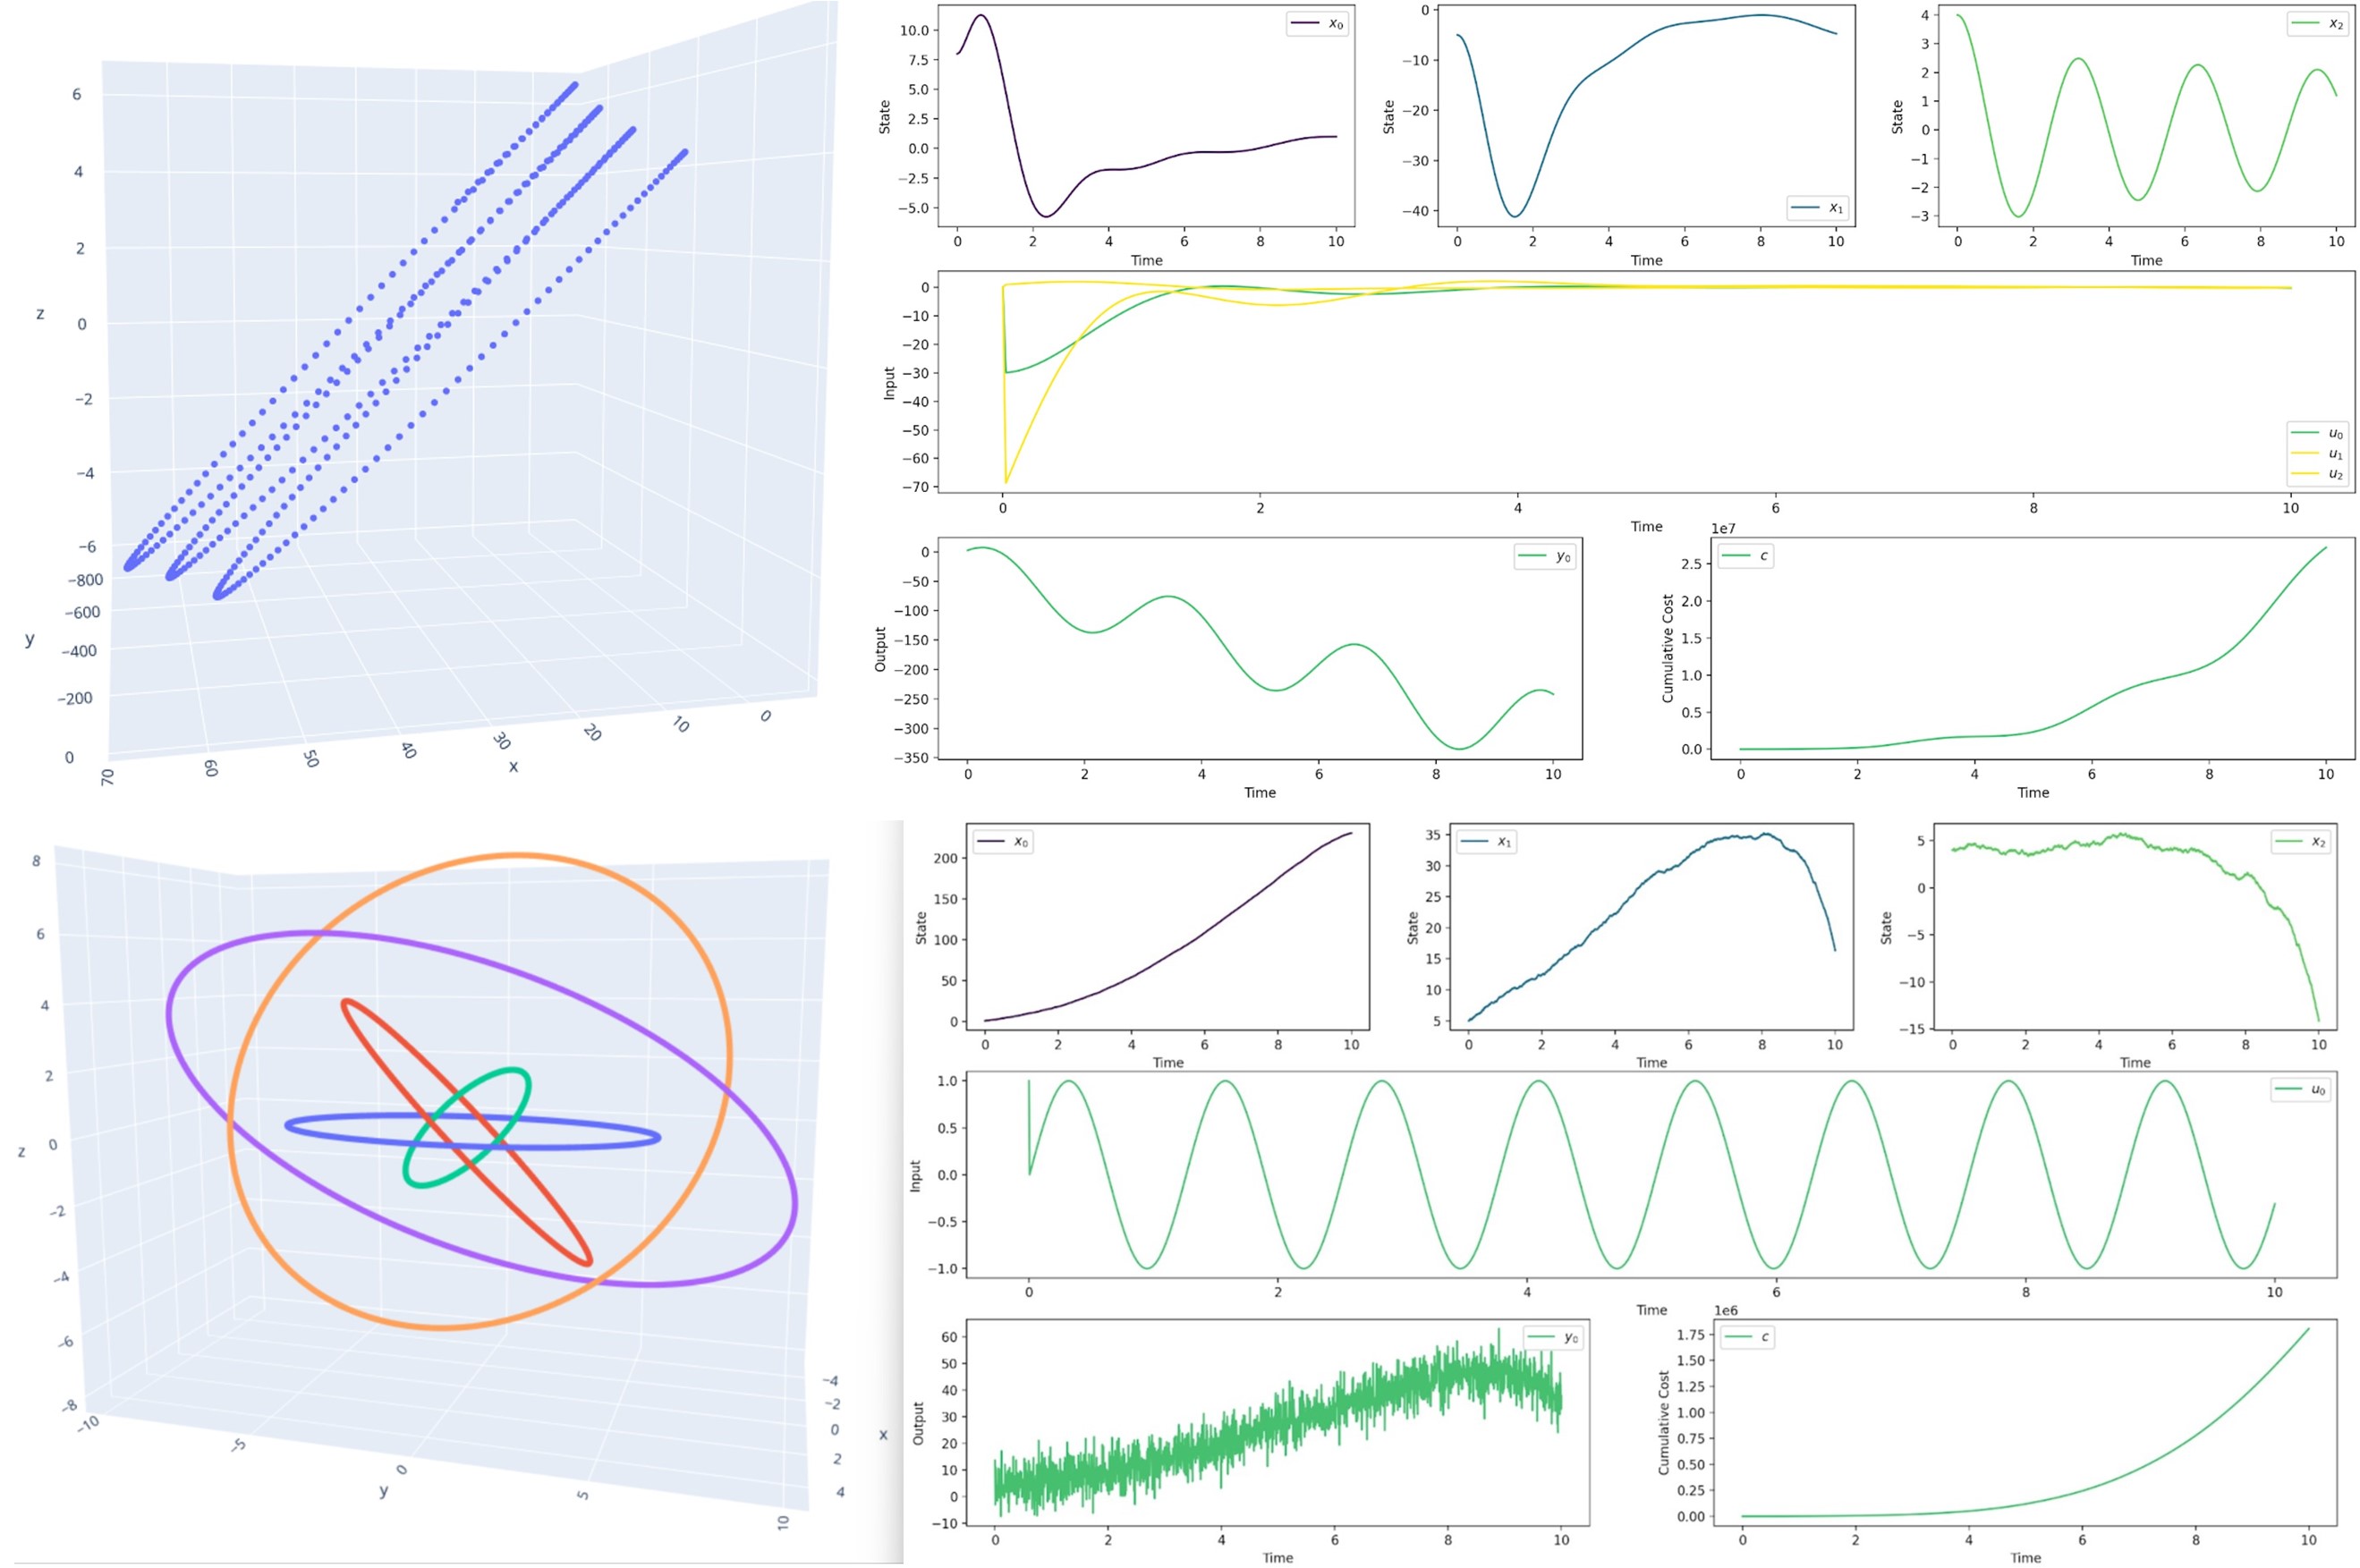 6
4
2
0
−2
−4
−6
z
−800
−600
−400
−200
0
y
70
60
50
40
30
20
10
0
x
10.0
7.5
5.0
2.5
0.0
−2.5
−5.0
State
x₀
0 2 4 6 8 10
Time
0
−10
−20
−30
−40
State
x₁
0 2 4 6 8 10
Time
4
3
2
1
0
−1
−2
−3
State
x₂
0 2 4 6 8 10
Time
0
−10
−20
−30
−40
−50
−60
−70
Input
u₀
u₁
u₂
0 2 4 6 8 10
Time
0
−50
−100
−150
−200
−250
−300
−350
Output
y₀
0 2 4 6 8 10
Time
1e7
2.5
2.0
1.5
1.0
0.5
0.0
Cumulative Cost
c
0 2 4 6 8 10
Time
8
6
4
2
0
−2
−4
−6
−8
z
−10
−5
0
5
10
y
−4
−2
0
2
4
x
200
150
100
50
0
State
x₀
0 2 4 6 8 10
Time
35
30
25
20
15
10
5
State
x₁
0 2 4 6 8 10
Time
5
0
−5
−10
−15
State
x₂
0 2 4 6 8 10
Time
1.0
0.5
0.0
−0.5
−1.0
Input
u₀
0 2 4 6 8 10
Time
60
50
40
30
20
10
0
−10
Output
y₀
0 2 4 6 8 10
Time
1e6
1.75
1.50
1.25
1.00
0.75
0.50
0.25
0.00
Cumulative Cost
c
0 2 4 6 8 10
Time